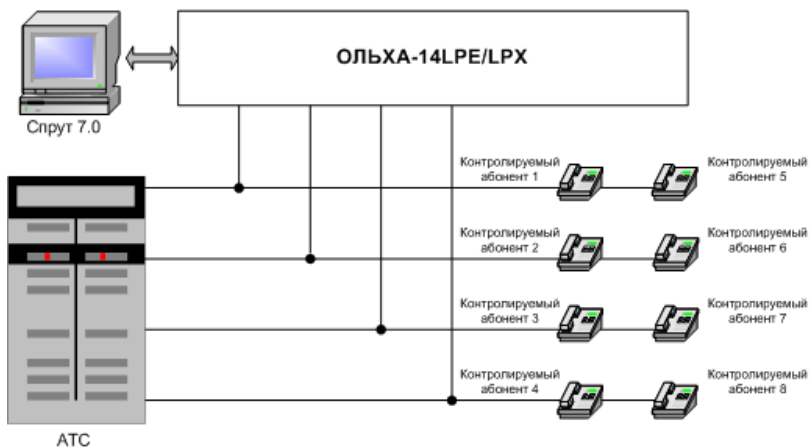 ОЛЬХА-14LPE/LPX
Спрут 7.0
Контролируемый
абонент 1
Контролируемый
абонент 5
Контролируемый
абонент 2
Контролируемый
абонент 6
Контролируемый
абонент 3
Контролируемый
абонент 7
Контролируемый
абонент 4
Контролируемый
абонент 8
АТС